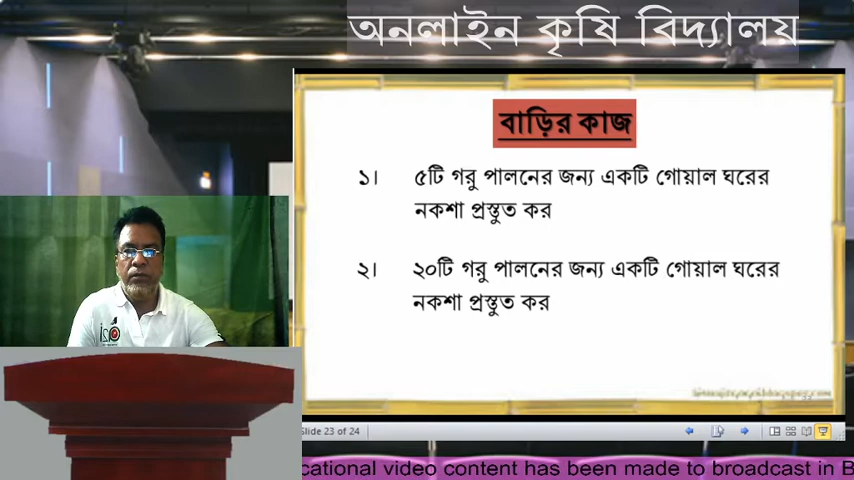 অনলাইন কৃষি বিদ্যালয়
বাড়ির কাজ
১। ৫টি গরু পালনের জন্য একটি গোয়াল ঘরের
নকশা প্রস্তুত কর
২। ২০টি গরু পালনের জন্য একটি গোয়াল ঘরের
নকশা প্রস্তুত কর
Slide 23 of 24
cational video content has been made to broadcast in B